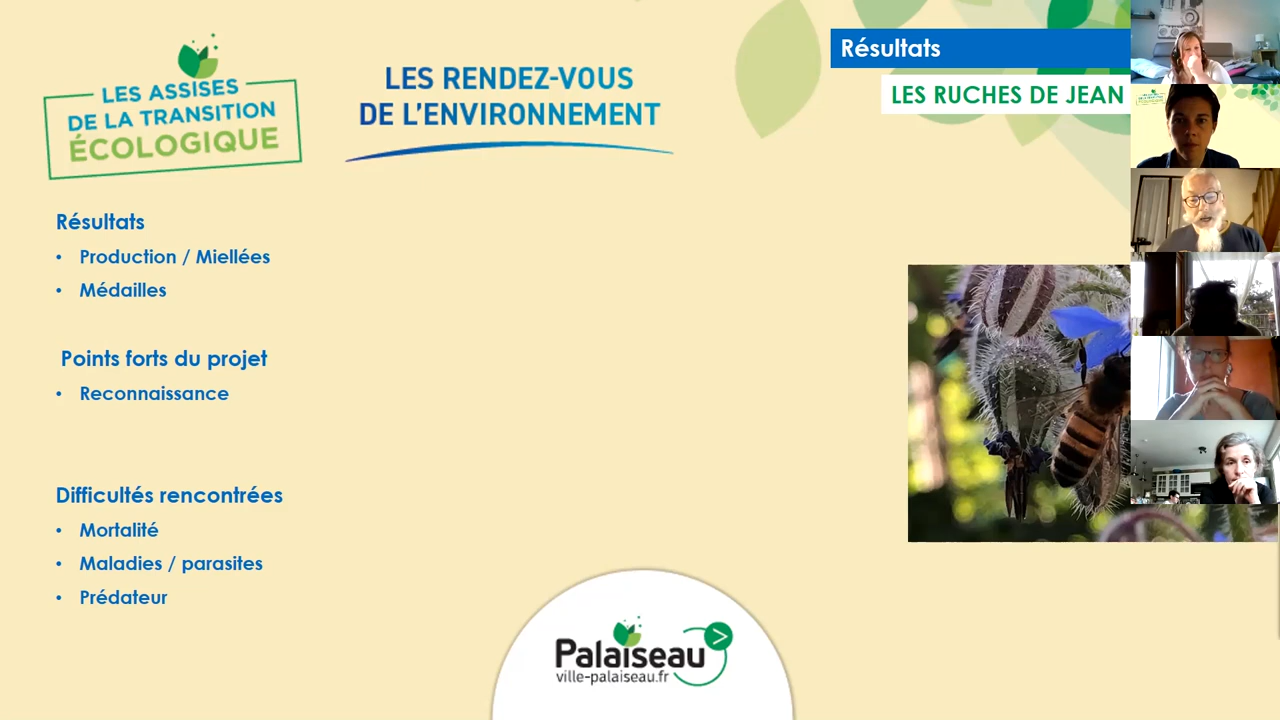 LES ASSISES
DE LA TRANSITION
ÉCOLOGIQUE
LES RENDEZ-VOUS
DE L'ENVIRONNEMENT
Résultats
LES RUCHES DE JEAN
Résultats
• Production / Miellées
• Médailles
Points forts du projet
• Reconnaissance
Difficultés rencontrées
• Mortalité
• Maladies / parasites
• Prédateur
Palaiseau
ville-palaiseau.fr